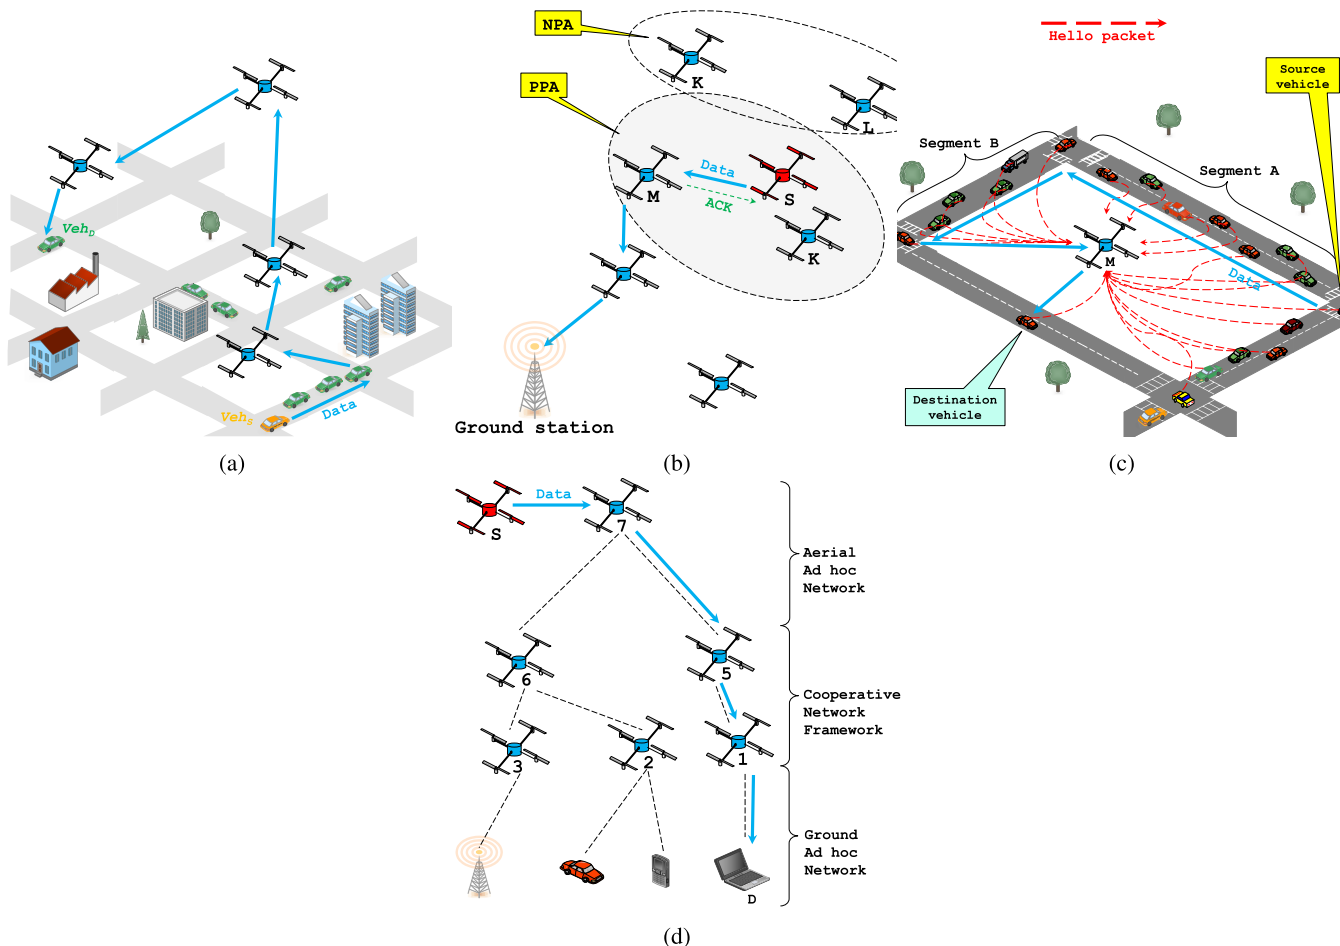 Veh_D
Veh_S
Data
(a)
NPA
K
L
PPA
M
Data
ACK
S
K
Ground station
(b)
Hello packet
Source
vehicle
Segment B
Segment A
M
Data
Destination
vehicle
(c)
S
Data
7
Aerial
Ad hoc
Network
6
5
Cooperative
Network
Framework
3
2
1
Ground
Ad hoc
Network
D
(d)